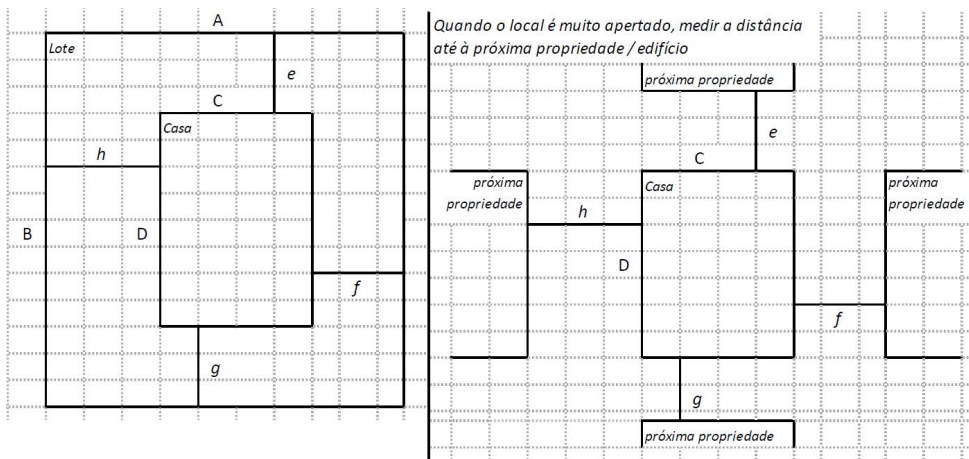 A
Lote
e
C
Casa
h
B
D
f
g
Quando o local é muito apertado, medir a distância
até à próxima propriedade / edifício
próxima propriedade
e
C
próxima
propriedade
Casa
próxima
propriedade
h
D
f
g
próxima propriedade